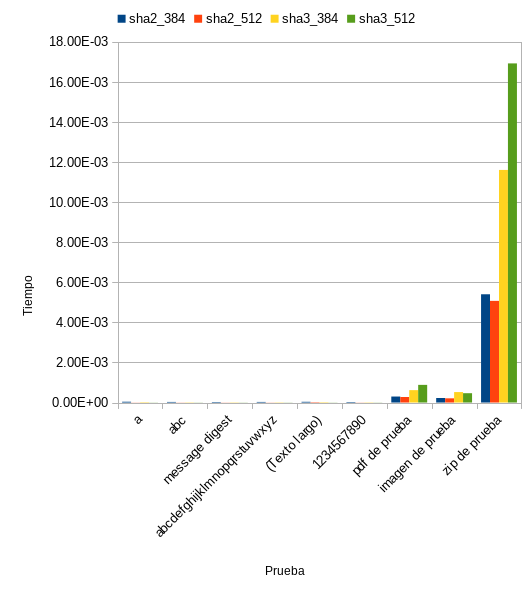 sha2_384 sha2_512 sha3_384 sha3_512
18.00E-03
16.00E-03
14.00E-03
12.00E-03
10.00E-03
8.00E-03
6.00E-03
4.00E-03
2.00E-03
0.00E+00
Tiempo
a
abc
message digest
abcdefghijklmnopqrstuvwxyz
(Texto largo)
1234567890
pdf de prueba
imagen de prueba
zip de prueba
Prueba